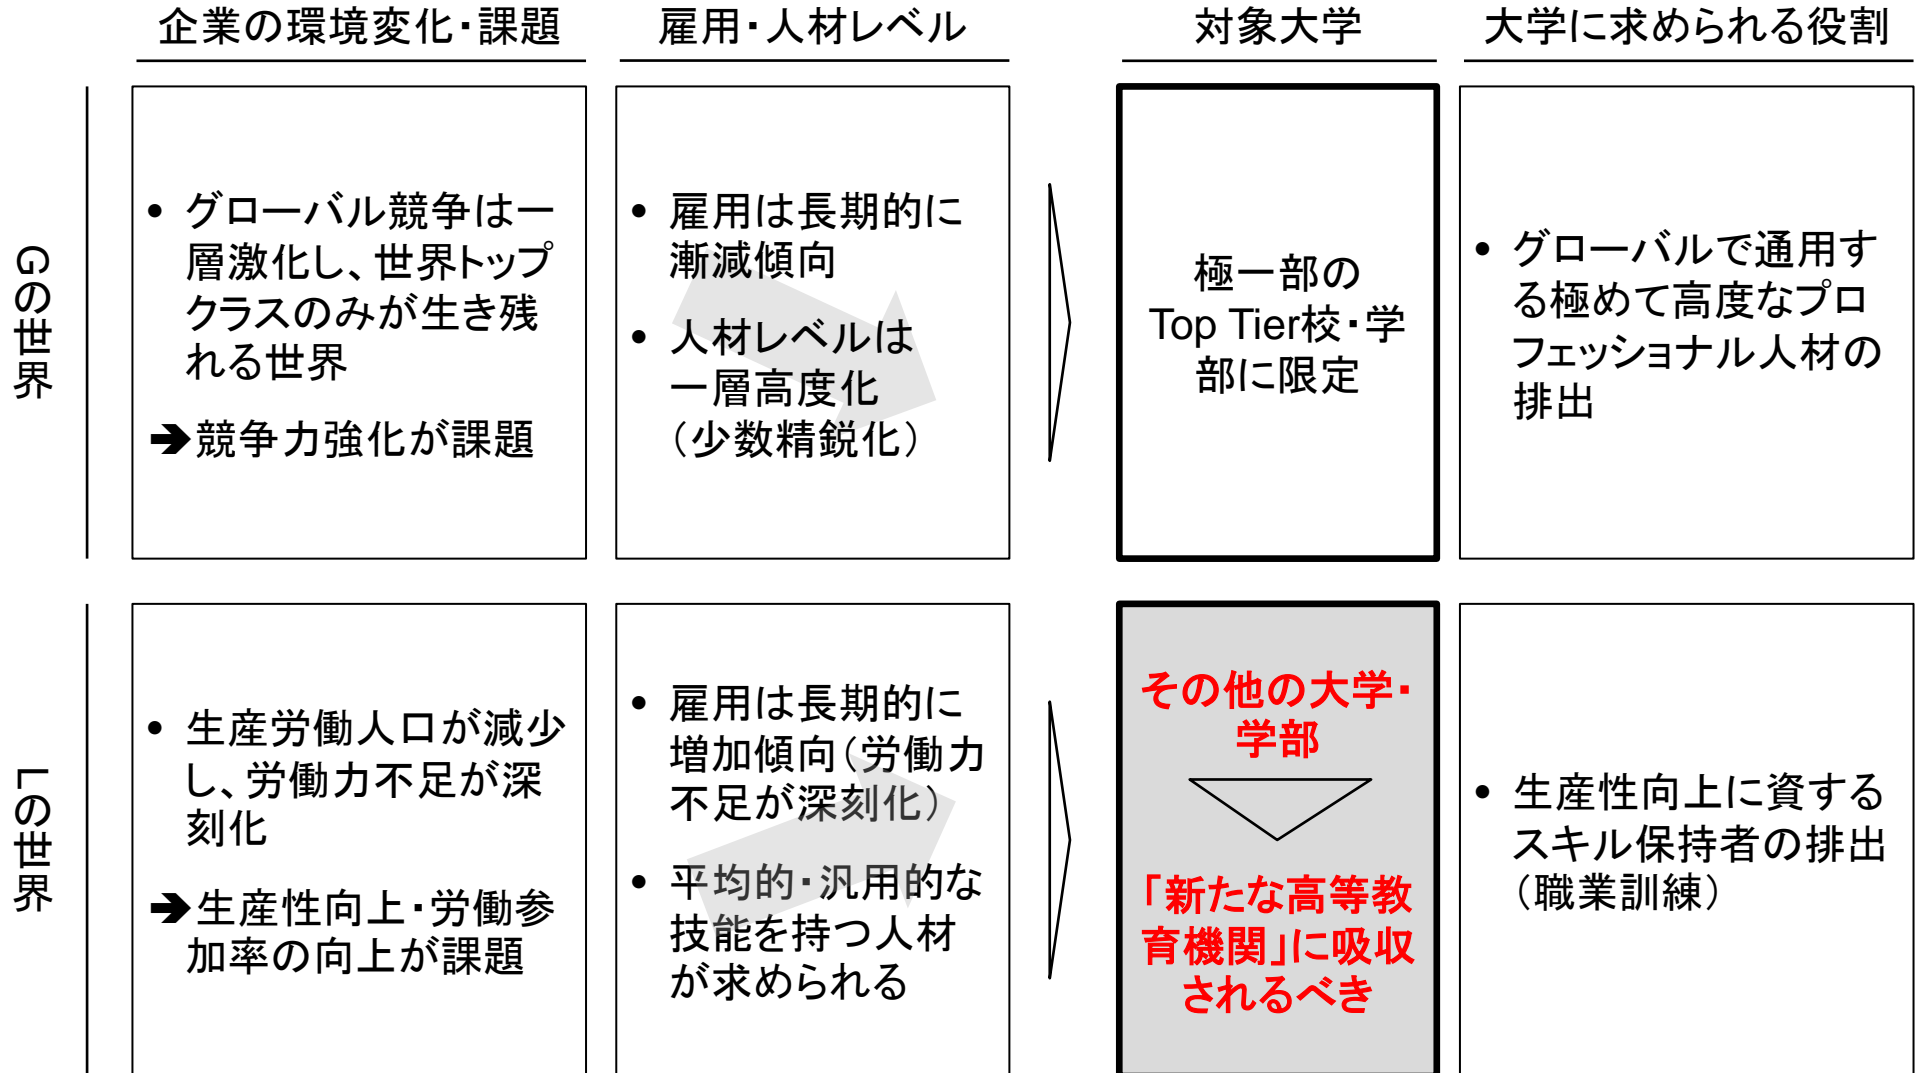 企業の環境変化・課題
雇用・人材レベル
対象大学
大学に求められる役割
Gの世界
• グローバル競争は一
層激化し、世界トップ
クラスのみが生き残
れる世界
➔競争力強化が課題
• 雇用は長期的に
漸減傾向
• 人材レベルは
一層高度化
（少数精鋭化）
極一部の
Top Tier校・学
部に限定
• グローバルで通用す
る極めて高度なプロ
フェッショナル人材の
排出
Lの世界
• 生産労働人口が減少
し、労働力不足が深
刻化
➔生産性向上・労働参
加率の向上が課題
• 雇用は長期的に
増加傾向（労働力
不足が深刻化）
• 平均的・汎用的な
技能を持つ人材
が求められる
その他の大学・
学部
「新たな高等教
育機関」に吸収
されるべき
• 生産性向上に資する
スキル保持者の排出
（職業訓練）